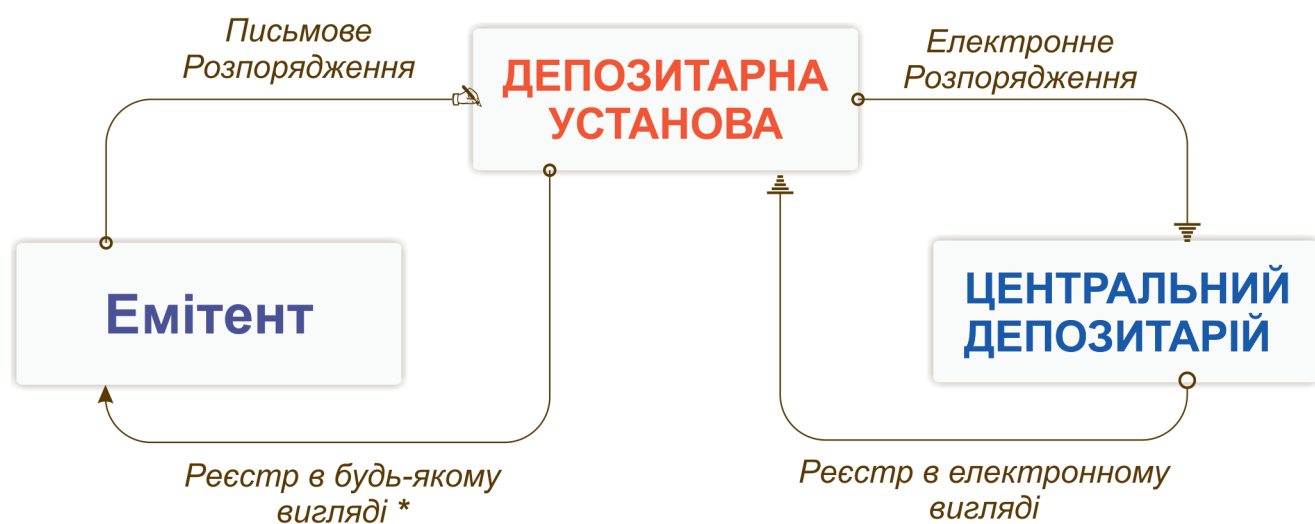 Письмове
Розпорядження
ДЕПОЗИТАРНА
УСТАНОВА
Електронне
Розпорядження
Емітент
ЦЕНТРАЛЬНИЙ
ДЕПОЗИТАРІЙ
Реєстр в будь-якому
вигляді *
Реєстр в електронному
вигляді